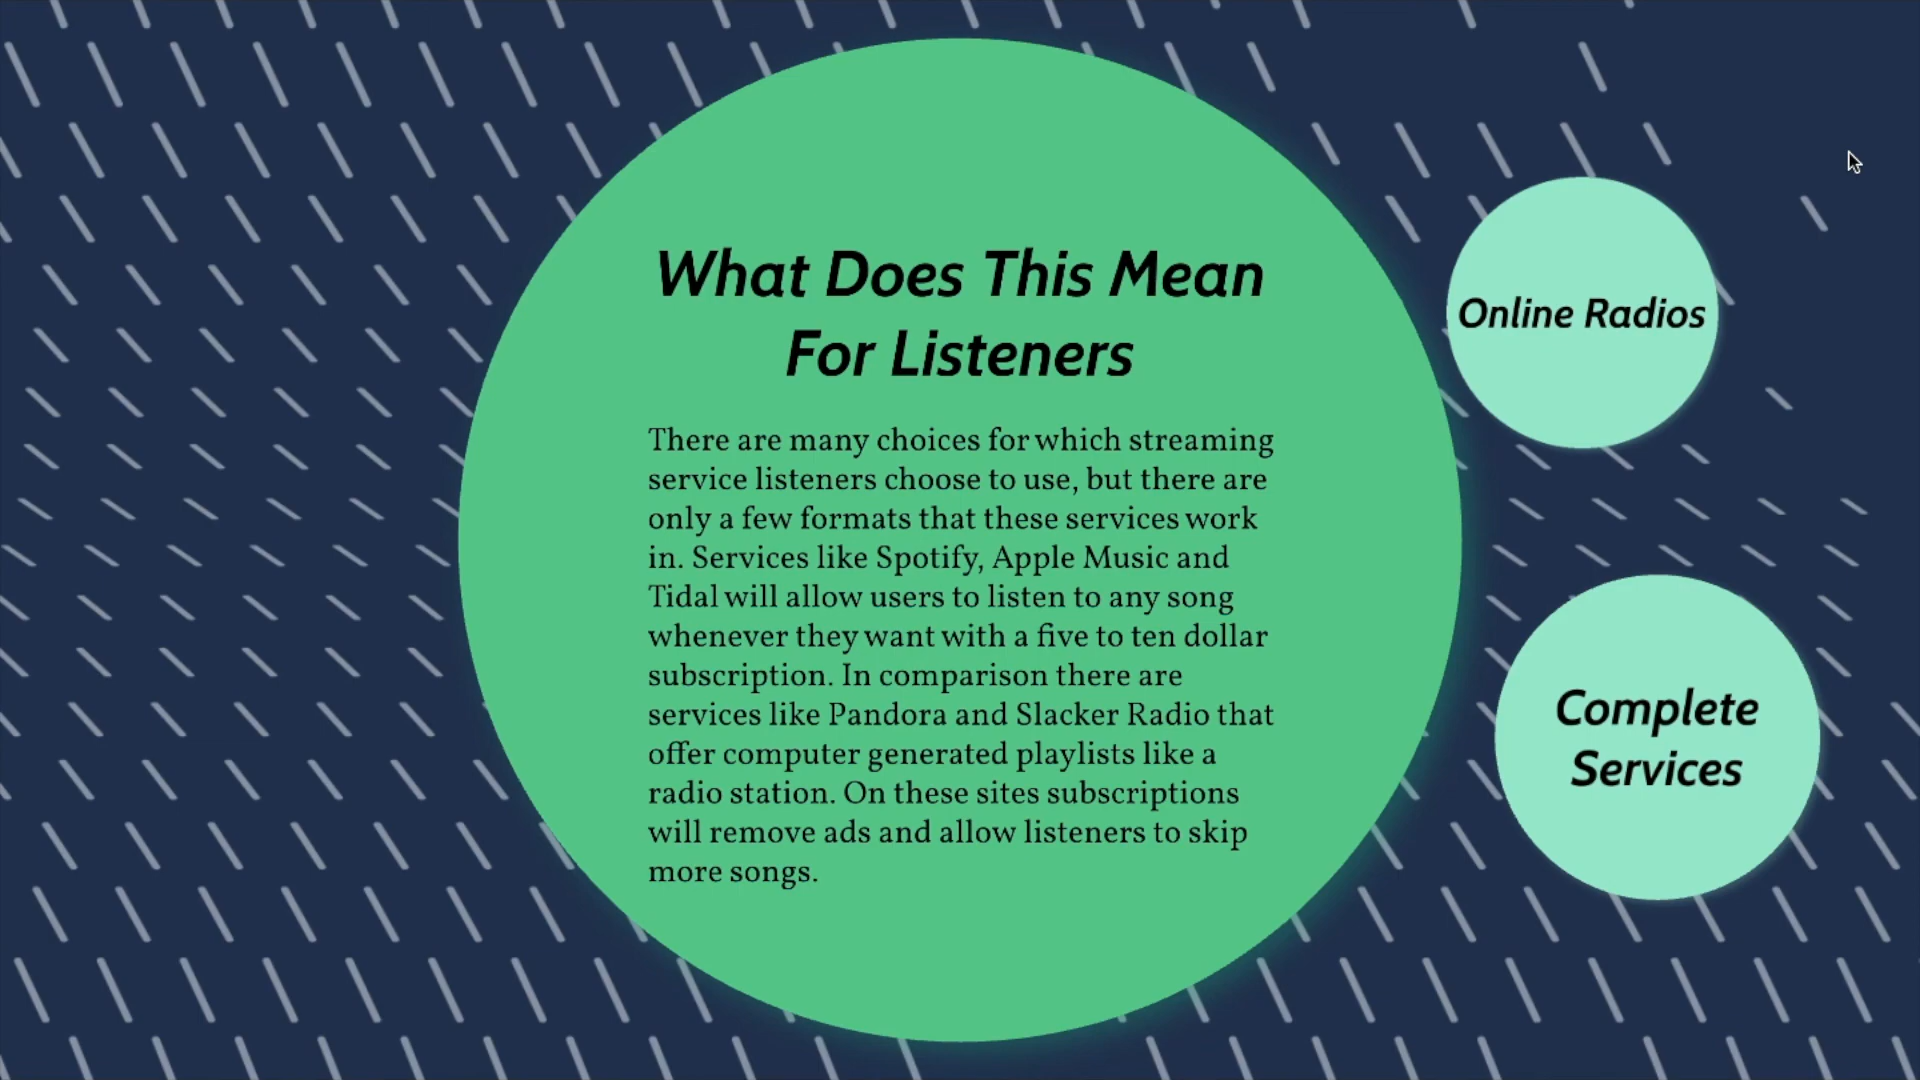 What Does This Mean
For Listeners
There are many choices for which streaming
service listeners choose to use, but there are
only a few formats that these services work
in. Services like Spotify, Apple Music and
Tidal will allow users to listen to any song
whenever they want with a five to ten dollar
subscription. In comparison there are
services like Pandora and Slacker Radio that
offer computer generated playlists like a
radio station. On these sites subscriptions
will remove ads and allow listeners to skip
more songs.
Online Radios
Complete
Services